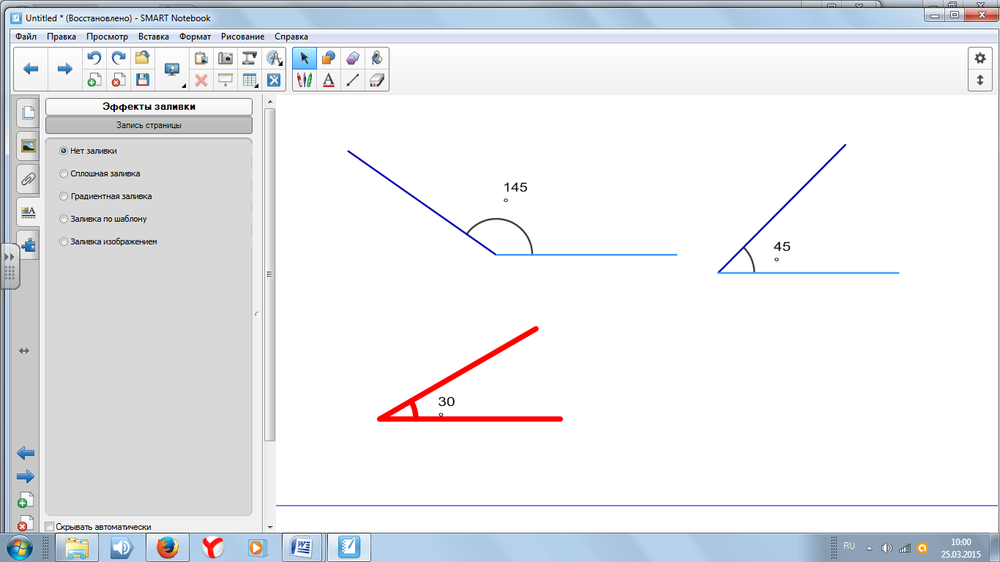 Untitled * (Восстановлено) - SMART Notebook
Файл Правка Просмотр Вставка Формат Рисование Справка
Эффекты заливки
Запись страницы
Нет заливки
Сплошная заливка
Градиентная заливка
Заливка по шаблону
Заливка изображением
Скрывать автоматически
145
°
45
°
30
°
RU
10:00
25.03.2015